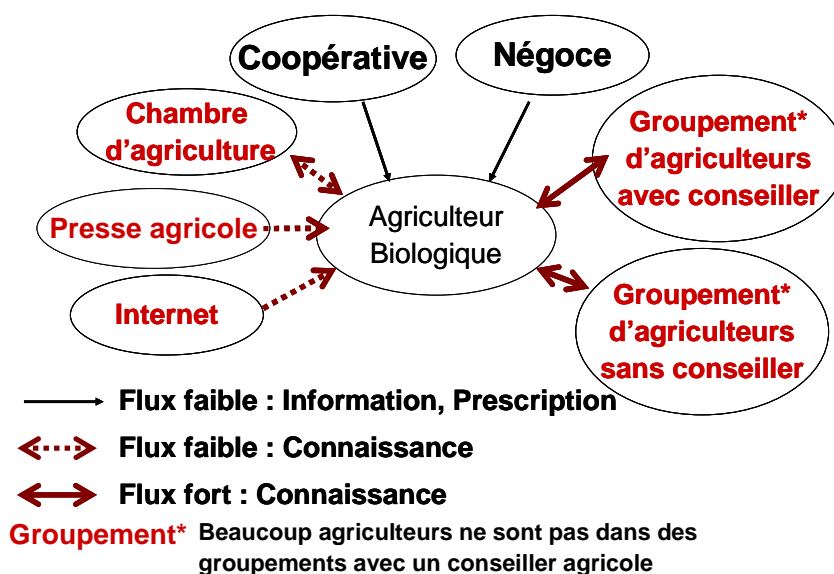 Coopérative
Négoce
Chambre
d’agriculture
Groupement*
d’agriculteurs
avec conseiller
Presse agricole
Agriculteur
Biologique
Internet
Groupement*
d’agriculteurs
sans conseiller
Flux faible : Information, Prescription
Flux faible : Connaissance
Flux fort : Connaissance
Groupement* Beaucoup agriculteurs ne sont pas dans des
groupements avec un conseiller agricole